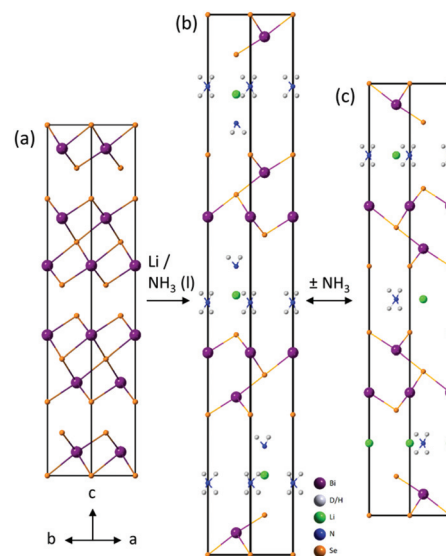 (a)
(b)
(c)
Li /
NH3 (l)
± NH3
c
b
a
Bi
D/H
Li
N
Se